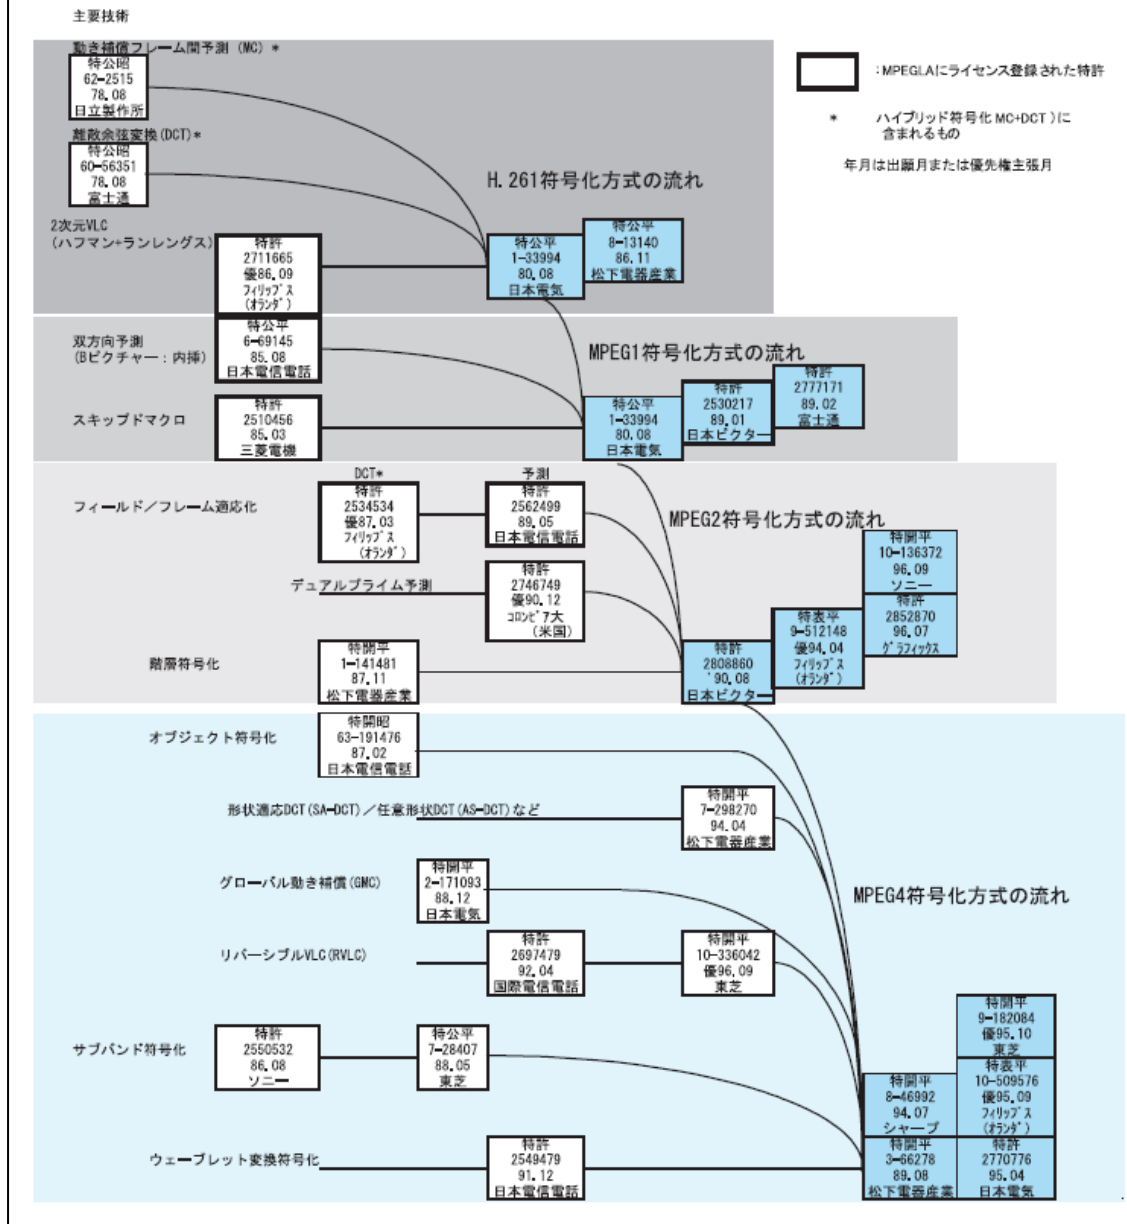 主要技術
動き補償フレーム間予測 (MC) *
特公昭
62-2515
78.08
日立製作所
:MPEGLAにライセンス登録された特許
* ハイブリッド符号化 MC+DCT )に
含まれるもの
年月は出願月または優先権主張月
離散余弦変換(DCT)*
特公昭
60-56351
78.08
富士通
H.261符号化方式の流れ
2次元VLC
(ハフマン+ランレングス)
特許
2711665
優86.09
フィリップス
(オランダ)
特公平
1-33994
80.08
日本電気
特公平
8-13140
86.11
松下電器産業
双方向予測
(Bピクチャー:内挿)
特公平
6-69145
85.08
日本電信電話
MPEG1符号化方式の流れ
スキップドマクロ
特許
2510456
85.03
三菱電機
特公平
1-33994
80.08
日本電気
特許
2530217
89.01
日本ビクター
特許
2777171
89.02
富士通
フィールド/フレーム適応化
DCT*
特許
2534534
優87.03
フィリップス
(オランダ)
予測
特許
2562499
89.05
日本電信電話
MPEG2符号化方式の流れ
特開平
10-136372
96.09
ソニー
デュアルプライム予測
特許
2746749
優90.12
コロンビア大
(米国)
特許
2852870
96.07
グラフィックス
特表平
9-512148
優94.04
フィリップス
(オランダ)
階層符号化
特開平
1-141481
87.11
松下電器産業
特許
2808860
'90.08
日本ビクター
オブジェクト符号化
特開昭
63-191476
87.02
日本電信電話
形状適応DCT(SA-DCT)/任意形状DCT(AS-DCT)など
特開平
7-298270
94.04
松下電器産業
グローバル動き補償(GMC)
特開平
2-171093
88.12
日本電気
MPEG4符号化方式の流れ
リバーシブルVLC(RVLC)
特許
2697479
92.04
国際電信電話
特開平
10-336042
優96.09
東芝
サブバンド符号化
特許
2550532
86.08
ソニー
特公平
7-28407
88.05
東芝
特開平
9-182084
優95.10
東芝
特開平
8-46992
94.07
シャープ
特表平
10-509576
優95.09
フィリップス
(オランダ)
ウェーブレット変換符号化
特許
2549479
91.12
日本電信電話
特開平
3-66278
89.08
松下電器産業
特許
2770776
95.04
日本電気